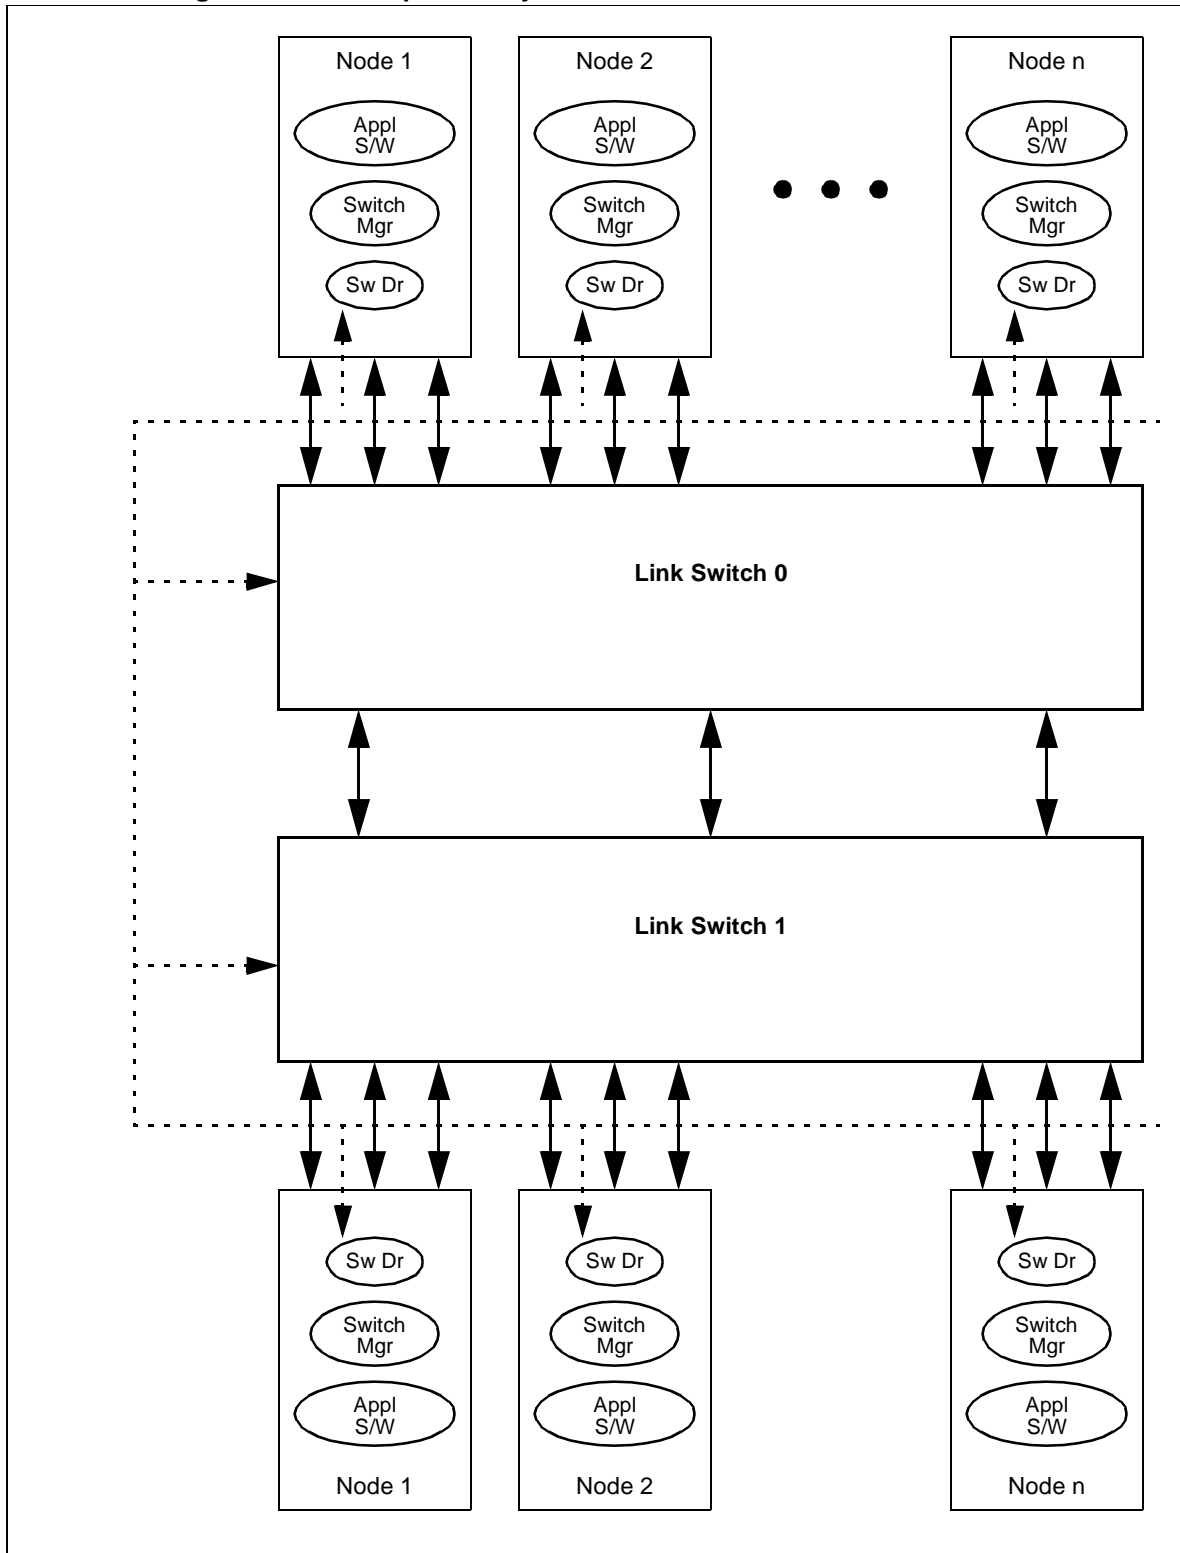 Node 1
Node 2
Node n
Appl
S/W
Appl
S/W
Appl
S/W
Switch
Mgr
Switch
Mgr
Switch
Mgr
Sw Dr
Sw Dr
Sw Dr
Link Switch 0
Link Switch 1
Sw Dr
Sw Dr
Sw Dr
Switch
Mgr
Switch
Mgr
Switch
Mgr
Appl
S/W
Appl
S/W
Appl
S/W
Node 1
Node 2
Node n